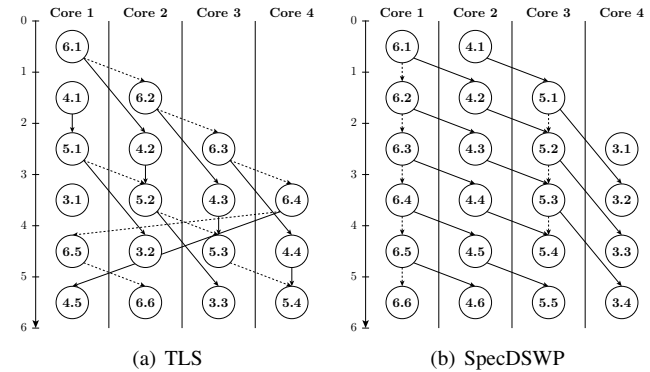 Core 1 Core 2 Core 3 Core 4 Core 1 Core 2 Core 3 Core 4
0 0
6.1 6.1 4.1
1 1
4.1 6.2 6.2 4.2 5.1
2 2
5.1 4.2 6.3 6.3 4.3 5.2 3.1
3 3
3.1 5.2 4.3 6.4 6.4 4.4 5.3 3.2
4 4
6.5 3.2 5.3 4.4 6.5 4.5 5.4 3.3
5 5
4.5 6.6 3.3 5.4 6.6 4.6 5.5 3.4
6 6
(a) TLS (b) SpecDSWP